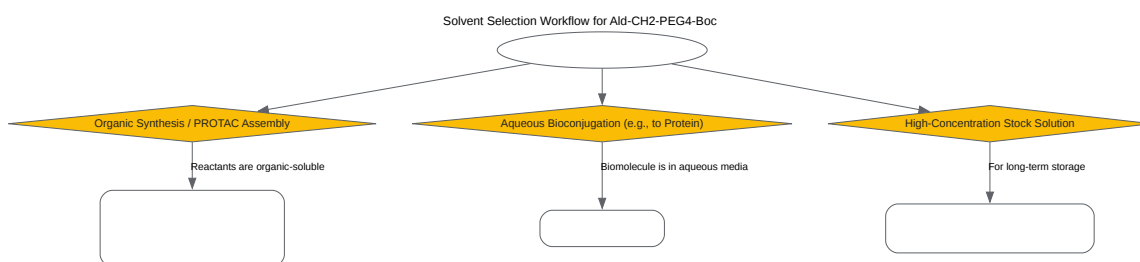 Solvent Selection Workflow for Ald-CH2-PEG4-Boc
Organic Synthesis / PROTAC Assembly
Aqueous Bioconjugation (e.g., to Protein)
High-Concentration Stock Solution
Reactants are organic-soluble
Biomolecule is in aqueous media
For long-term storage